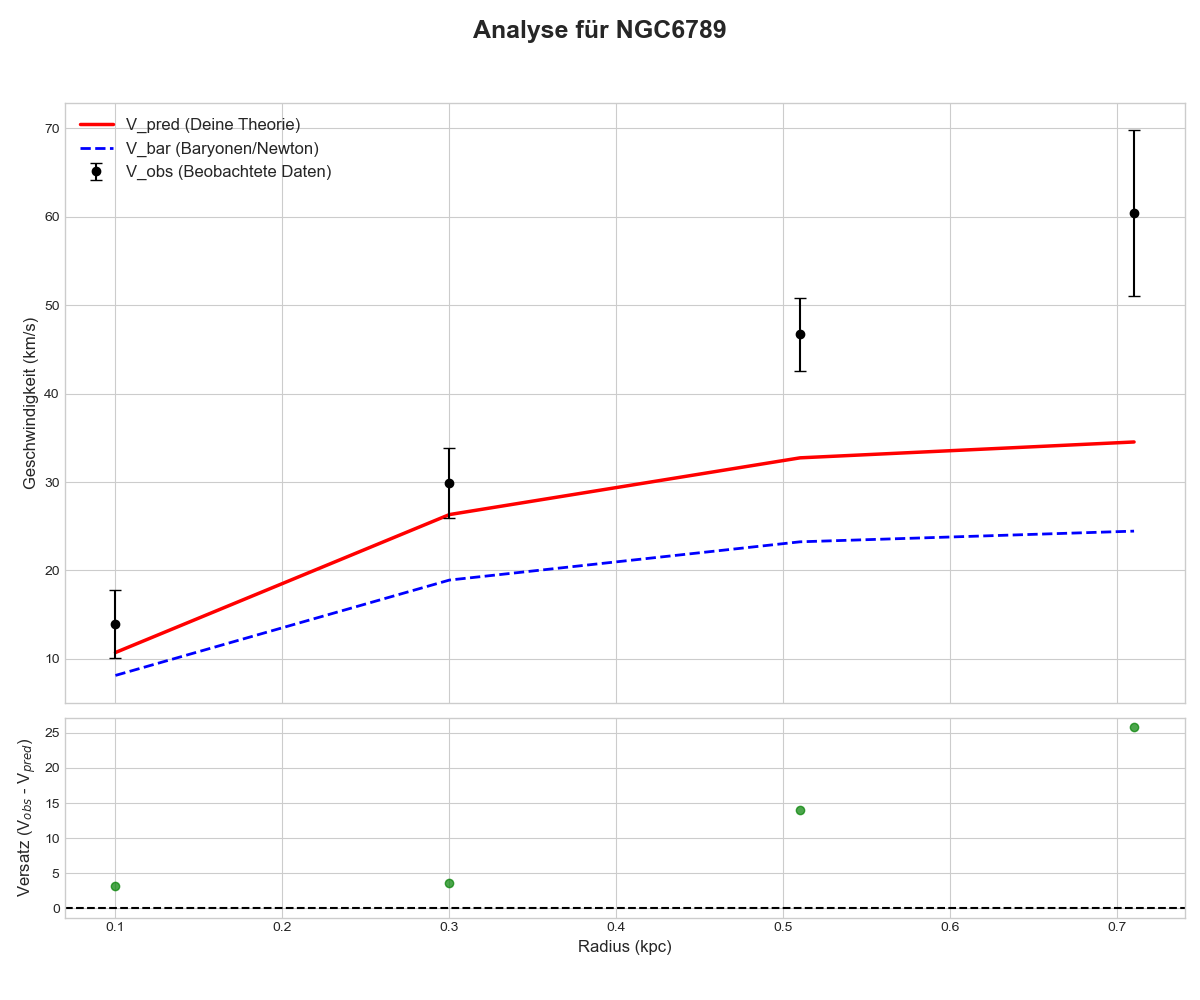 Analyse für NGC6789
V_pred (Deine Theorie)
V_bar (Baryonen/Newton)
V_obs (Beobachtete Daten)
Geschwindigkeit (km/s)
70
60
50
40
30
20
10
Versatz (V_obs - V_pred)
25
20
15
10
5
0
0.1 0.2 0.3 0.4 0.5 0.6 0.7
Radius (kpc)